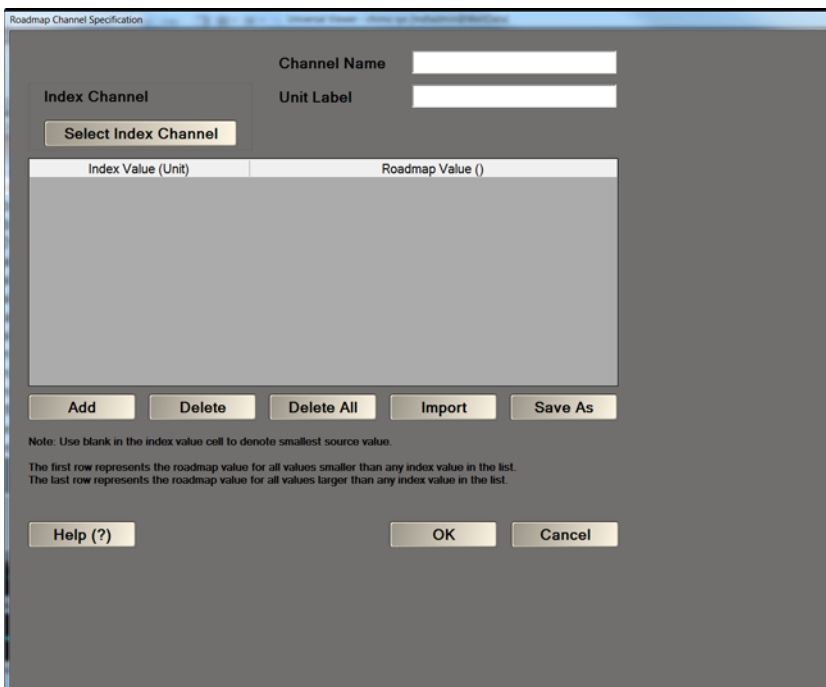 Roadmap Channel Specification
Channel Name
Index Channel
Unit Label
Select Index Channel
Index Value (Unit) Roadmap Value ()
Add Delete Delete All Import Save As
Note: Use blank in the index value cell to denote smallest source value.
The first row represents the roadmap value for all values smaller than any index value in the list.
The last row represents the roadmap value for all values larger than any index value in the list.
Help (?) OK Cancel